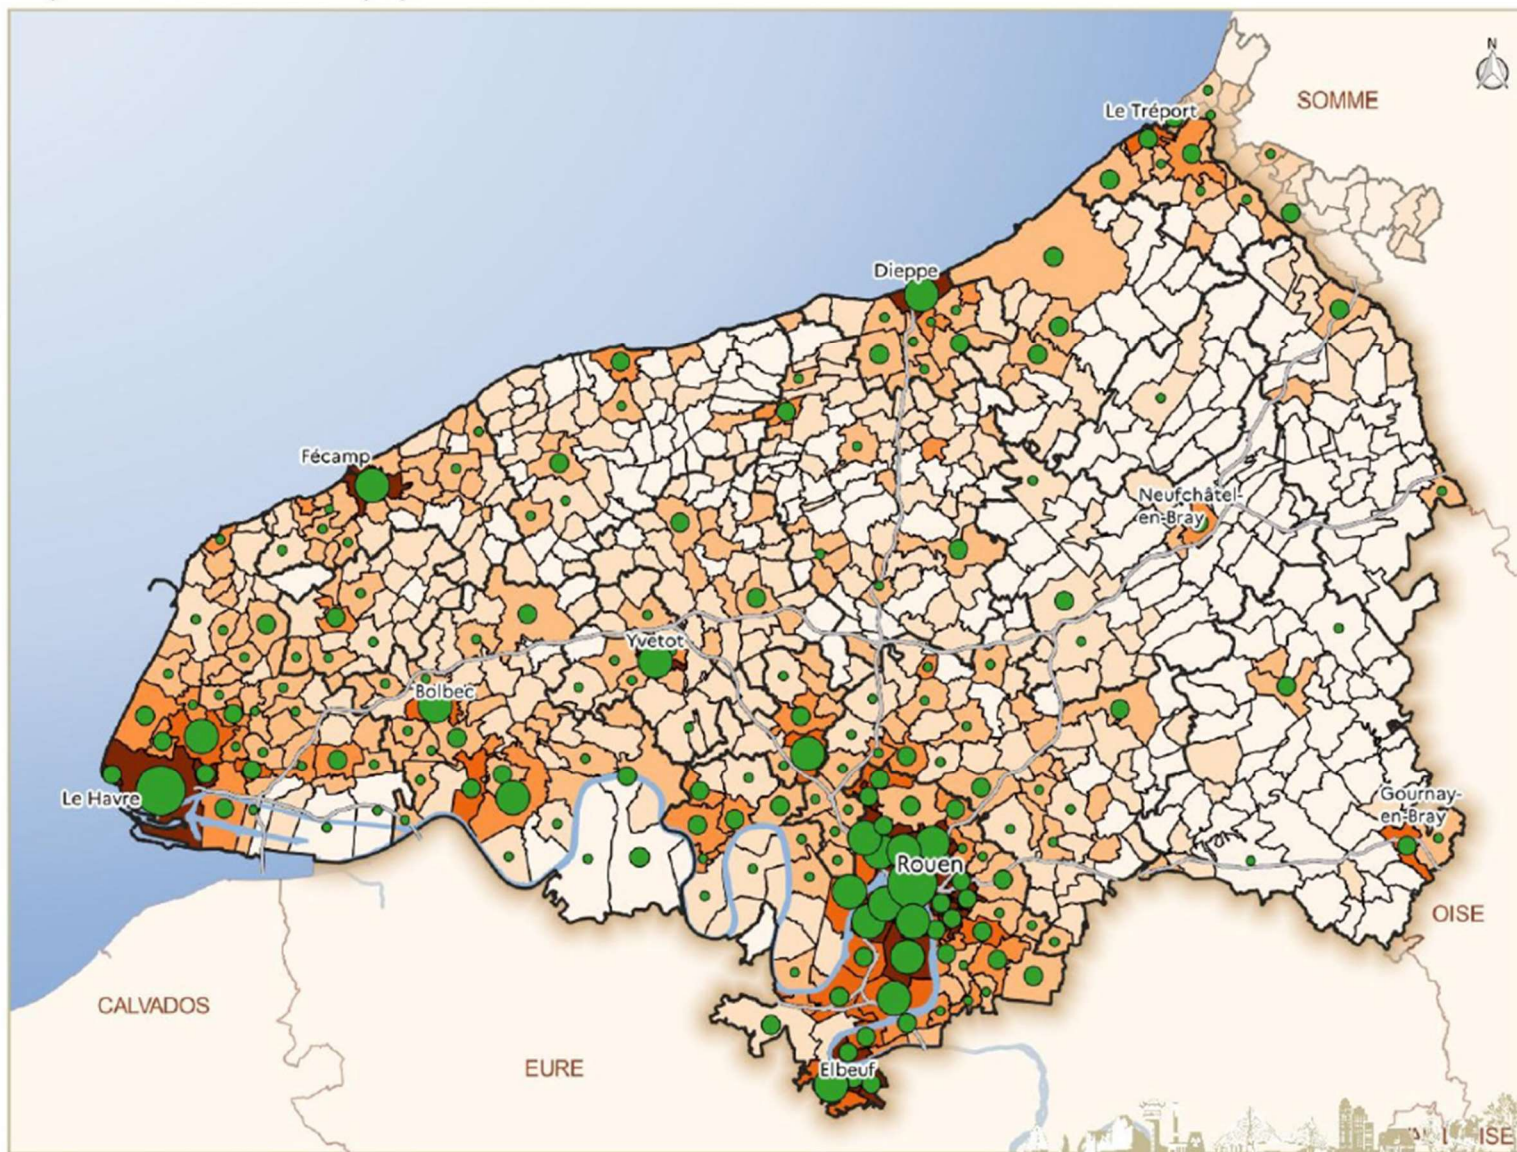 N
SOMME
Le Tréport
Dieppe
Fécamp
Neufchâtel-
en-Bray
Yvetot
Bolbec
Le Havre
Gournay-
en-Bray
Rouen
OISE
CALVADOS
EURE
Elbeuf